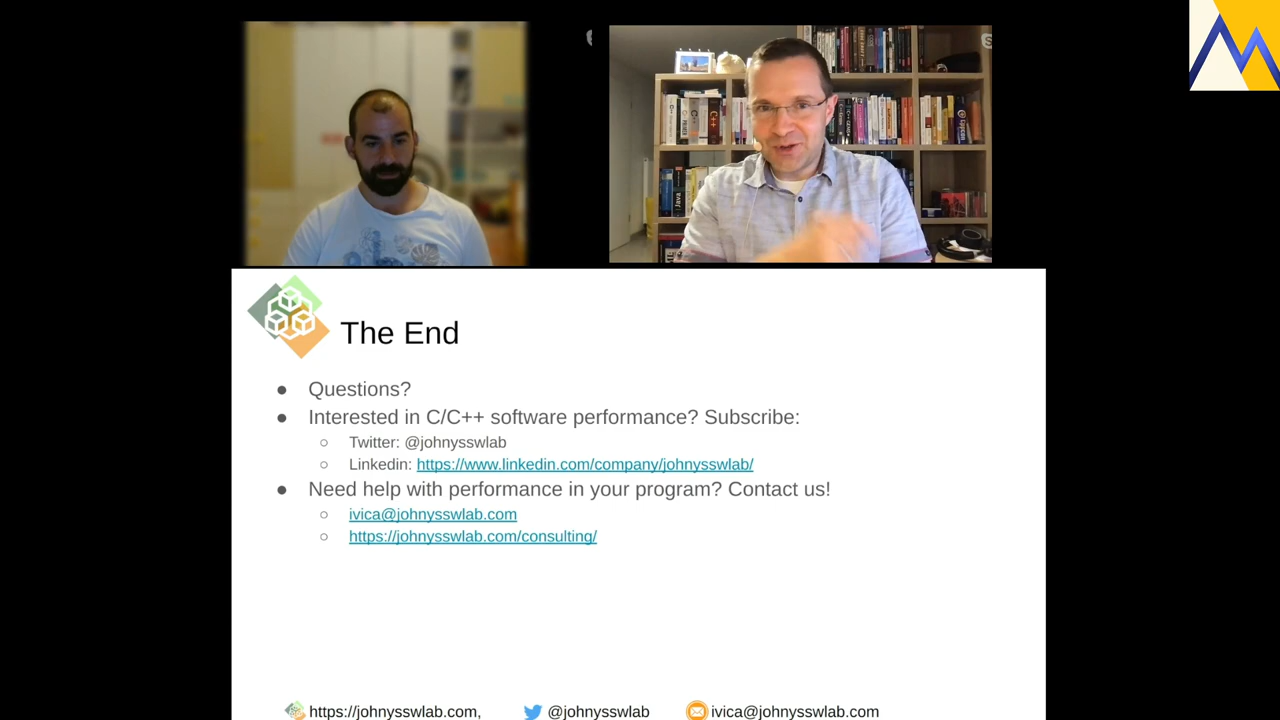 C++
Java
The End
Questions?
Interested in C/C++ software performance? Subscribe:
Twitter: @johnysswlab
Linkedin: https://www.linkedin.com/company/johnysswlab/
Need help with performance in your program? Contact us!
ivica@johnysswlab.com
https://johnysswlab.com/consulting/
https://johnysswlab.com,
@johnysswlab
ivica@johnysswlab.com